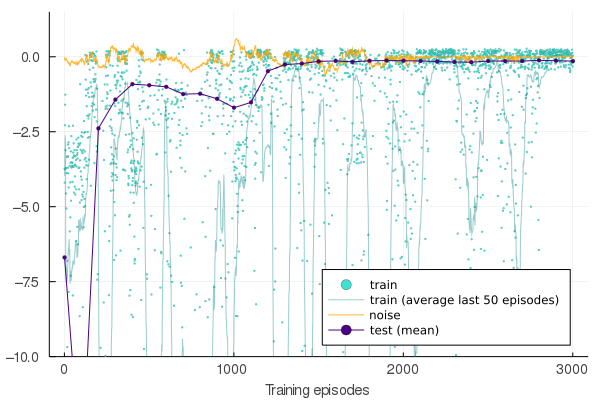 0.0
−2.5
−5.0
−7.5
−10.0
0
1000
2000
3000
Training episodes
train
train (average last 50 episodes)
noise
test (mean)